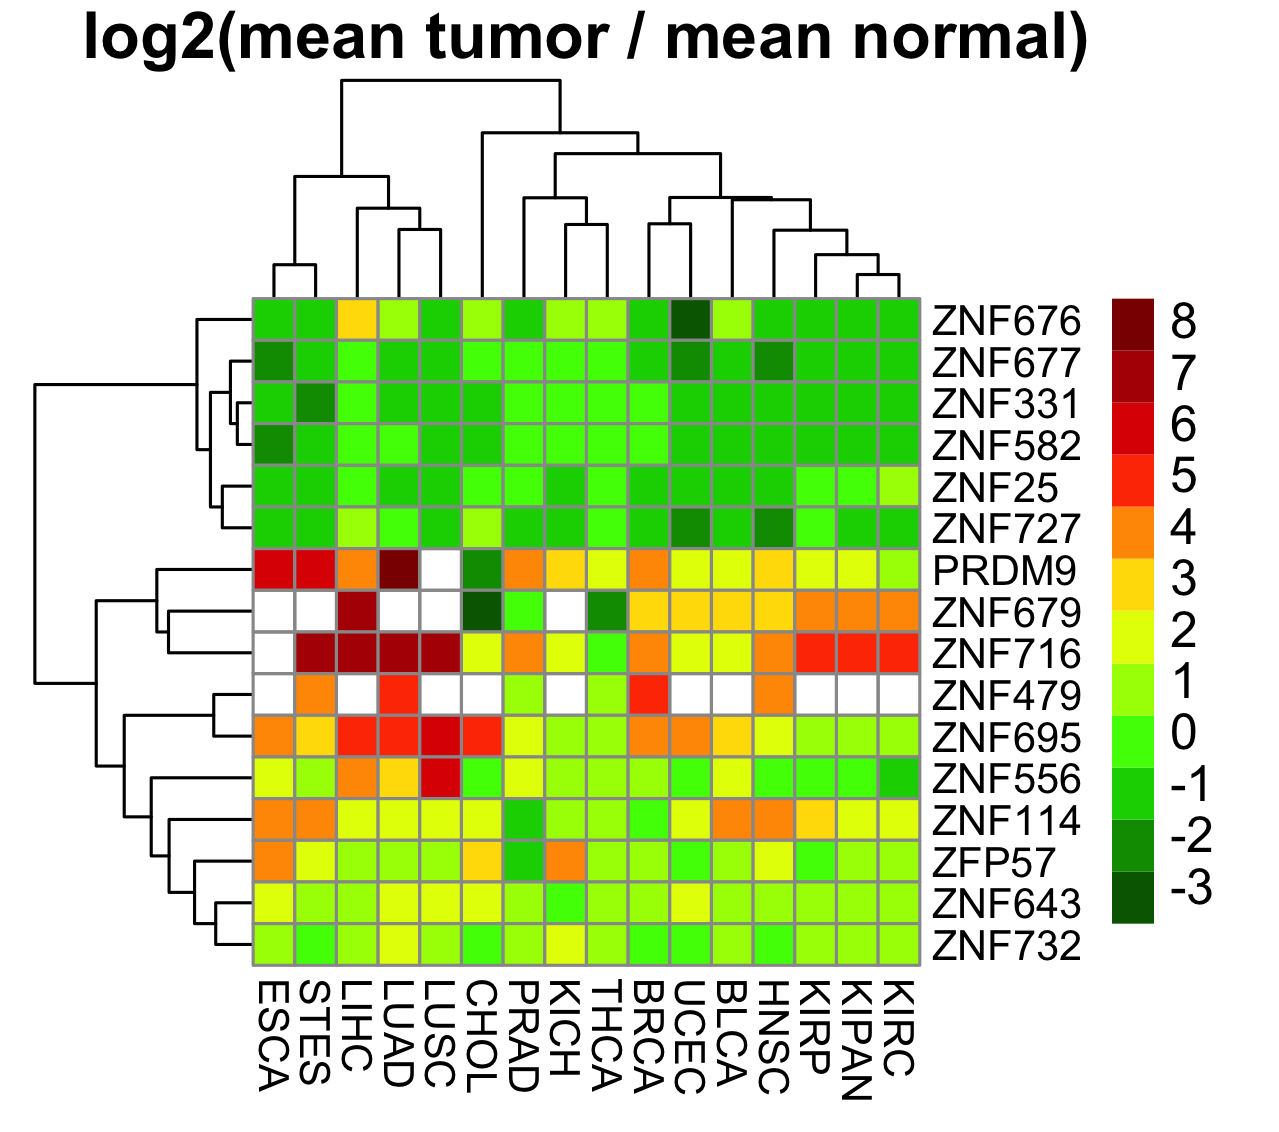 log2(mean tumor / mean normal)
ZNF676
ZNF677
ZNF331
ZNF582
ZNF25
ZNF727
PRDM9
ZNF679
ZNF716
ZNF479
ZNF695
ZNF556
ZNF114
ZFP57
ZNF643
ZNF732
8
7
6
5
4
3
2
1
0
-1
-2
-3
ESCA
STES
LIHC
LUAD
LUSC
CHOL
PRAD
KICH
THCA
BRCA
UCEC
BLCA
HNSC
KIRP
KIPAN
KIRC